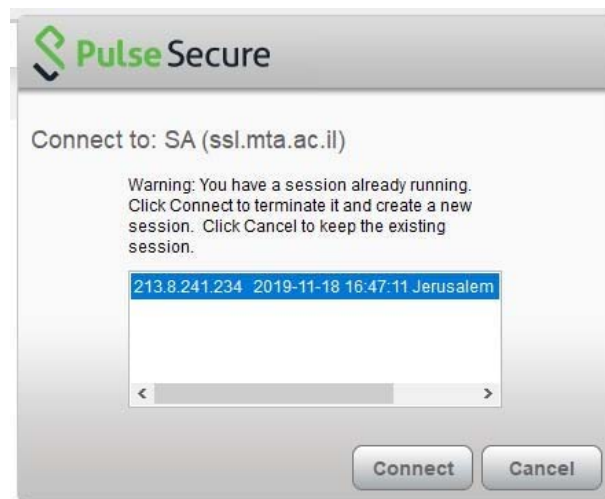 Pulse Secure
Connect to: SA (ssl.mta.ac.il)
Warning: You have a session already running.
Click Connect to terminate it and create a new
session.  Click Cancel to keep the existing
session.
213.8.241.234  2019-11-18 16:47:11 Jerusalem
Connect Cancel